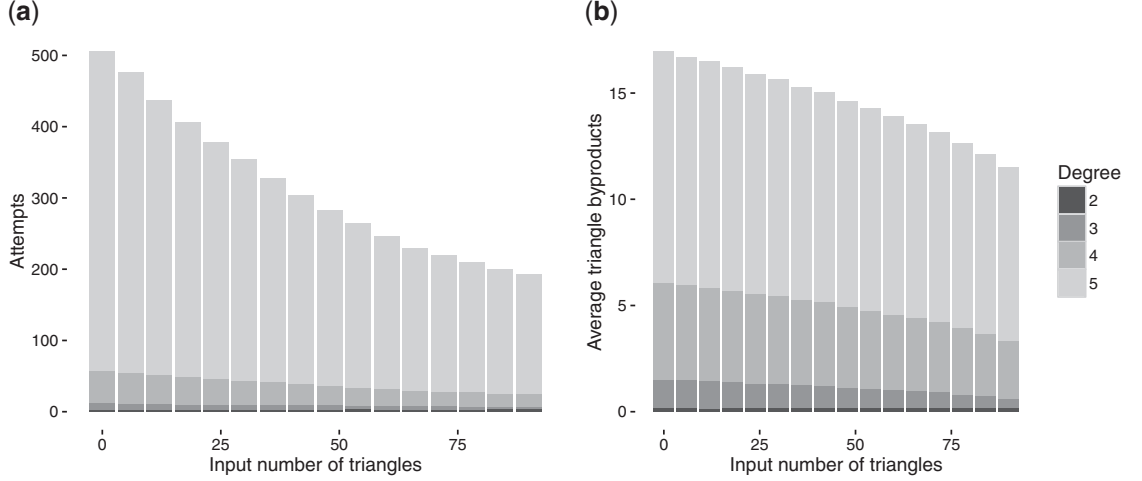 (a)
Attempts
500
400
300
200
100
0
0 25 50 75
Input number of triangles
(b)
Average triangle byproducts
15
10
5
0
0 25 50 75
Input number of triangles
Degree
2
3
4
5